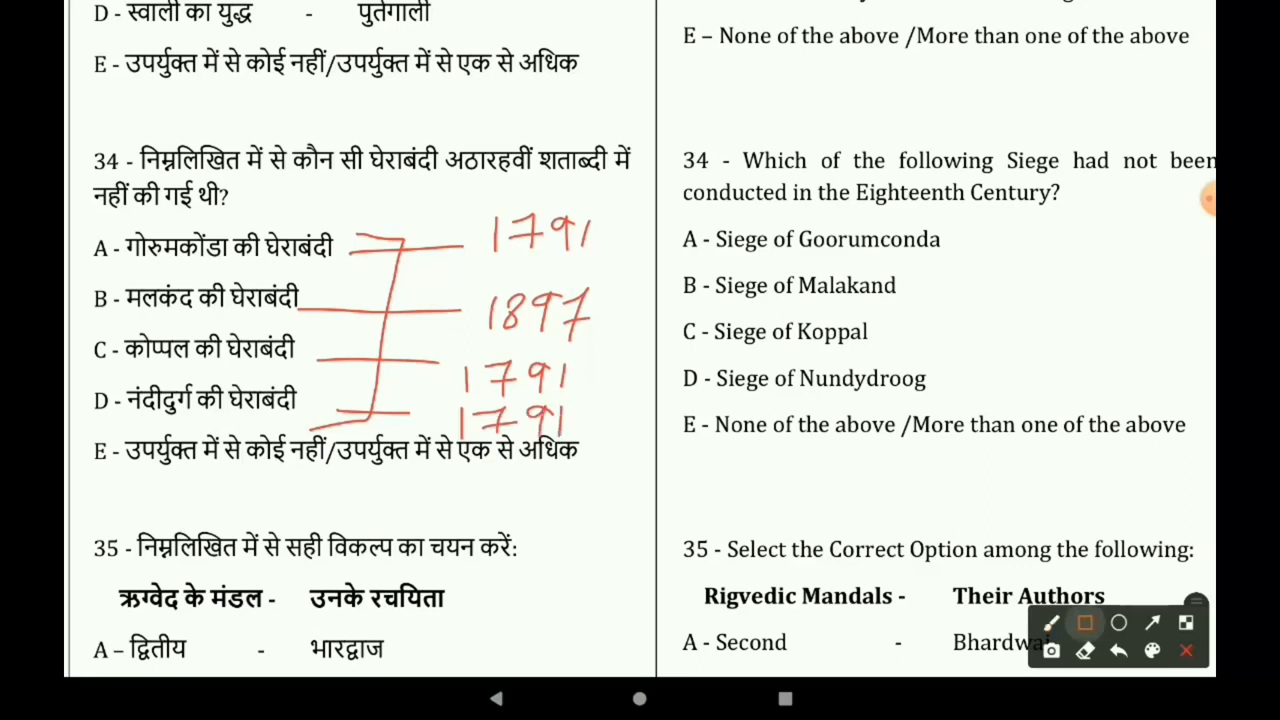 D - स्वाली का युद्ध - पुर्तगाली
E - उपर्युक्त में से कोई नहीं/उपर्युक्त में से एक से अधिक
34 - निम्नलिखित में से कौन सी घेराबंदी अठारहवीं शताब्दी में
नहीं की गई थी?
A - गोरुमकोंडा की घेराबंदी 1791
B - मलकंद की घेराबंदी 1897
C - कोप्पल की घेराबंदी 1791
D - नंदीदुर्ग की घेराबंदी 1791
E - उपर्युक्त में से कोई नहीं/उपर्युक्त में से एक से अधिक
35 - निम्नलिखित में से सही विकल्प का चयन करें:
ऋग्वेद के मंडल - उनके रचयिता
A – द्वितीय - भारद्वाज
E – None of the above /More than one of the above
34 - Which of the following Siege had not been
conducted in the Eighteenth Century?
A - Siege of Goorumconda
B - Siege of Malakand
C - Siege of Koppal
D - Siege of Nundydroog
E - None of the above /More than one of the above
35 - Select the Correct Option among the following:
Rigvedic Mandals - Their Authors
A - Second -